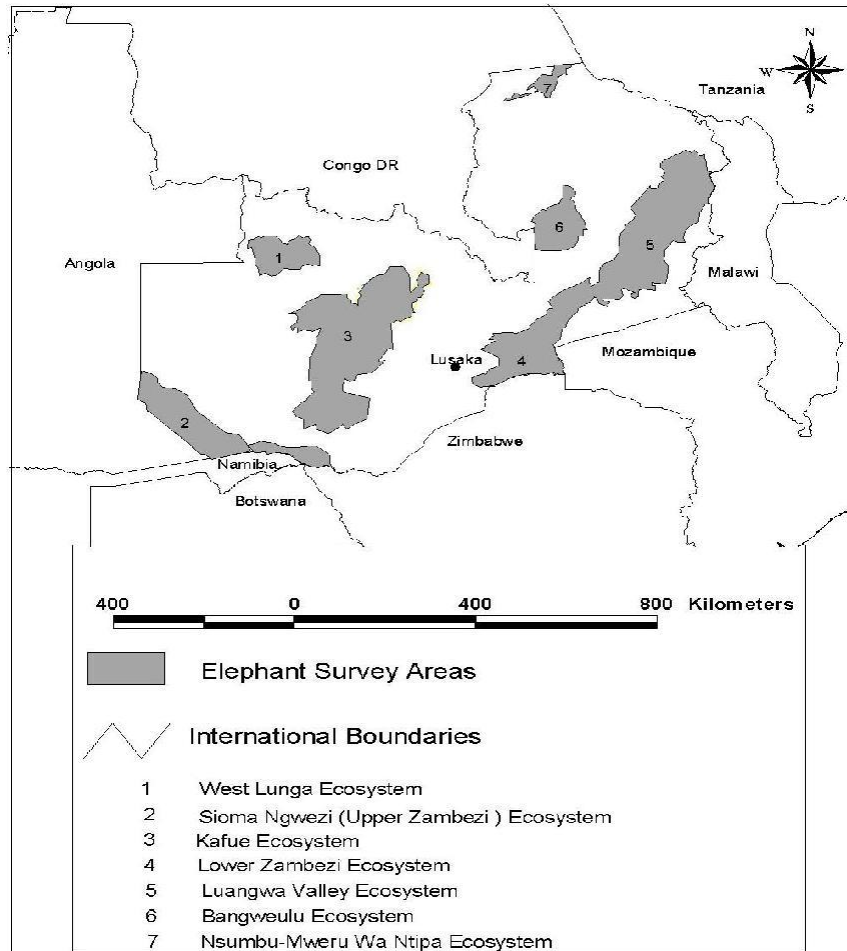 N
W E
S
Tanzania
7
Congo DR
6
5
1
Angola
Malawi
3
Lusaka
4
Mozambique
2
Zimbabwe
Namibia
Botswana
400 0 400 800 Kilometers
Elephant Survey Areas
International Boundaries
1 West Lunga Ecosystem
2 Sioma Ngwezi (Upper Zambezi ) Ecosystem
3 Kafue Ecosystem
4 Lower Zambezi Ecosystem
5 Luangwa Valley Ecosystem
6 Bangweulu Ecosystem
7 Nsumbu-Mweru Wa Ntipa Ecosystem